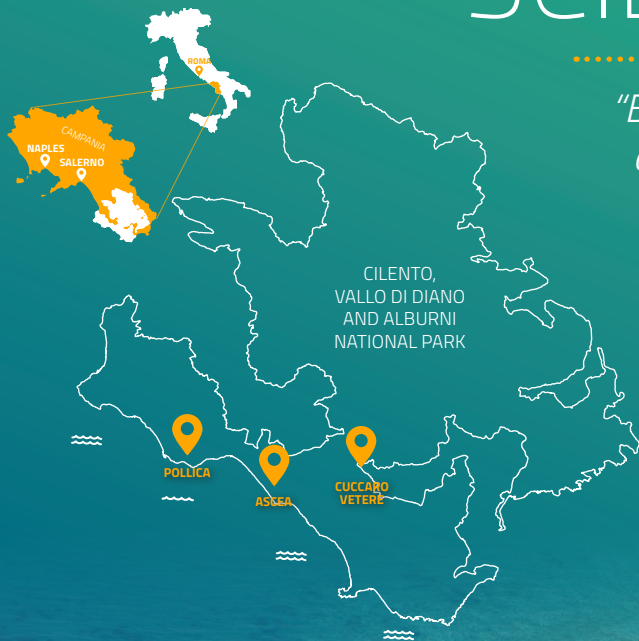 ROMA
CAMPANIA
NAPLES
SALERNO
CILENTO,
VALLO DI DIANO
AND ALBURNI
NATIONAL PARK
POLLICA
ASCEA
CUCCARO
VETERE